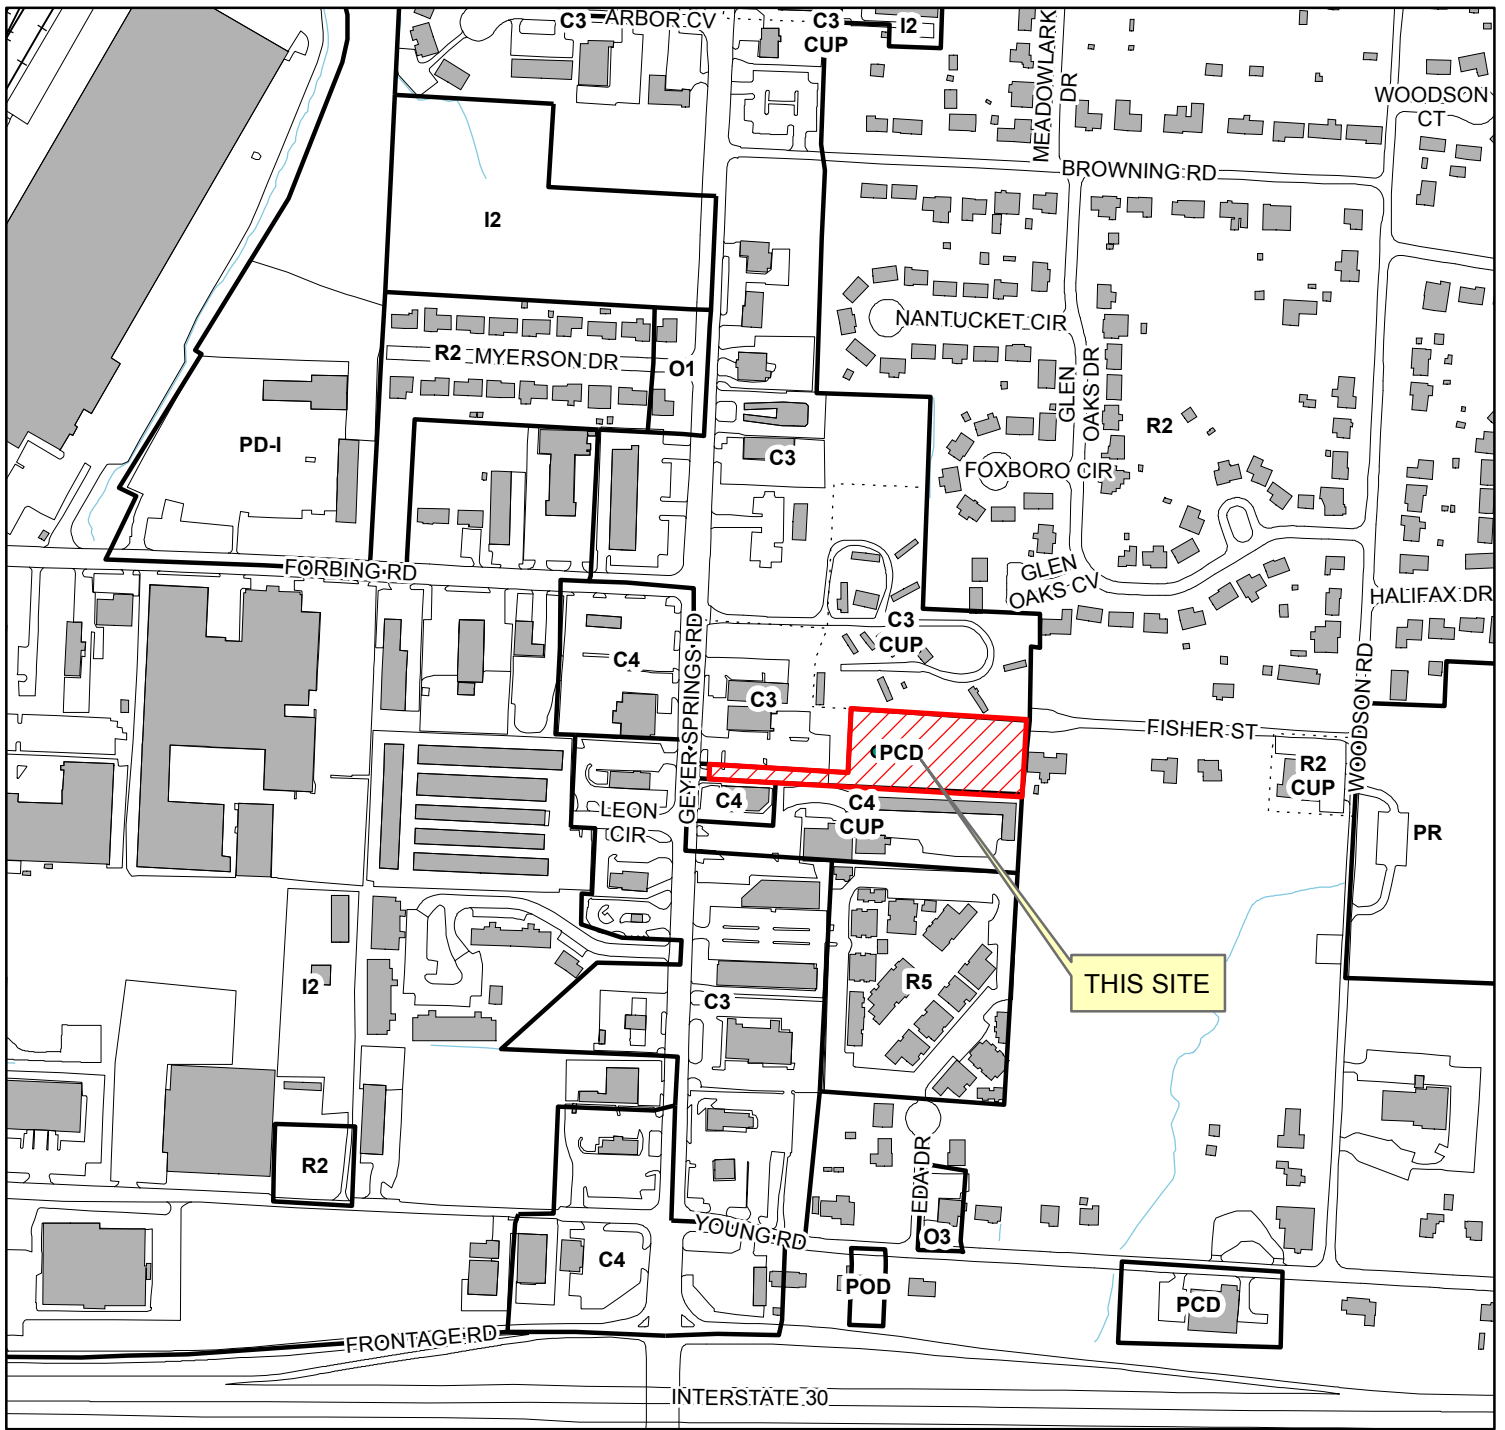 C3
ARBOR CV
C3
CUP
I2
MEADOWLARK
DR
WOODSON
CT
BROWNING RD
I2
NANTUCKET CIR
R2
MYERSON DR
O1
GLEN
OAKS DR
R2
PD-I
C3
FOXBORO CIR
FORBING RD
GLEN
OAKS CV
HALIFAX DR
C3
CUP
C4
GEYER SPRINGS RD
C3
WOODSON RD
FISHER ST
PCD
R2
CUP
C4
C4
CUP
LEON
CIR
PR
R5
THIS SITE
I2
C3
R2
EDA DR
YOUNG RD
O3
C4
POD
PCD
FRONTAGE RD
INTERSTATE 30